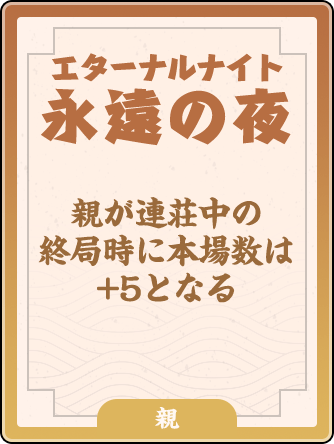 エターナルナイト
永遠の夜
親が連荘中の
終局時に本場数は
+5となる
親